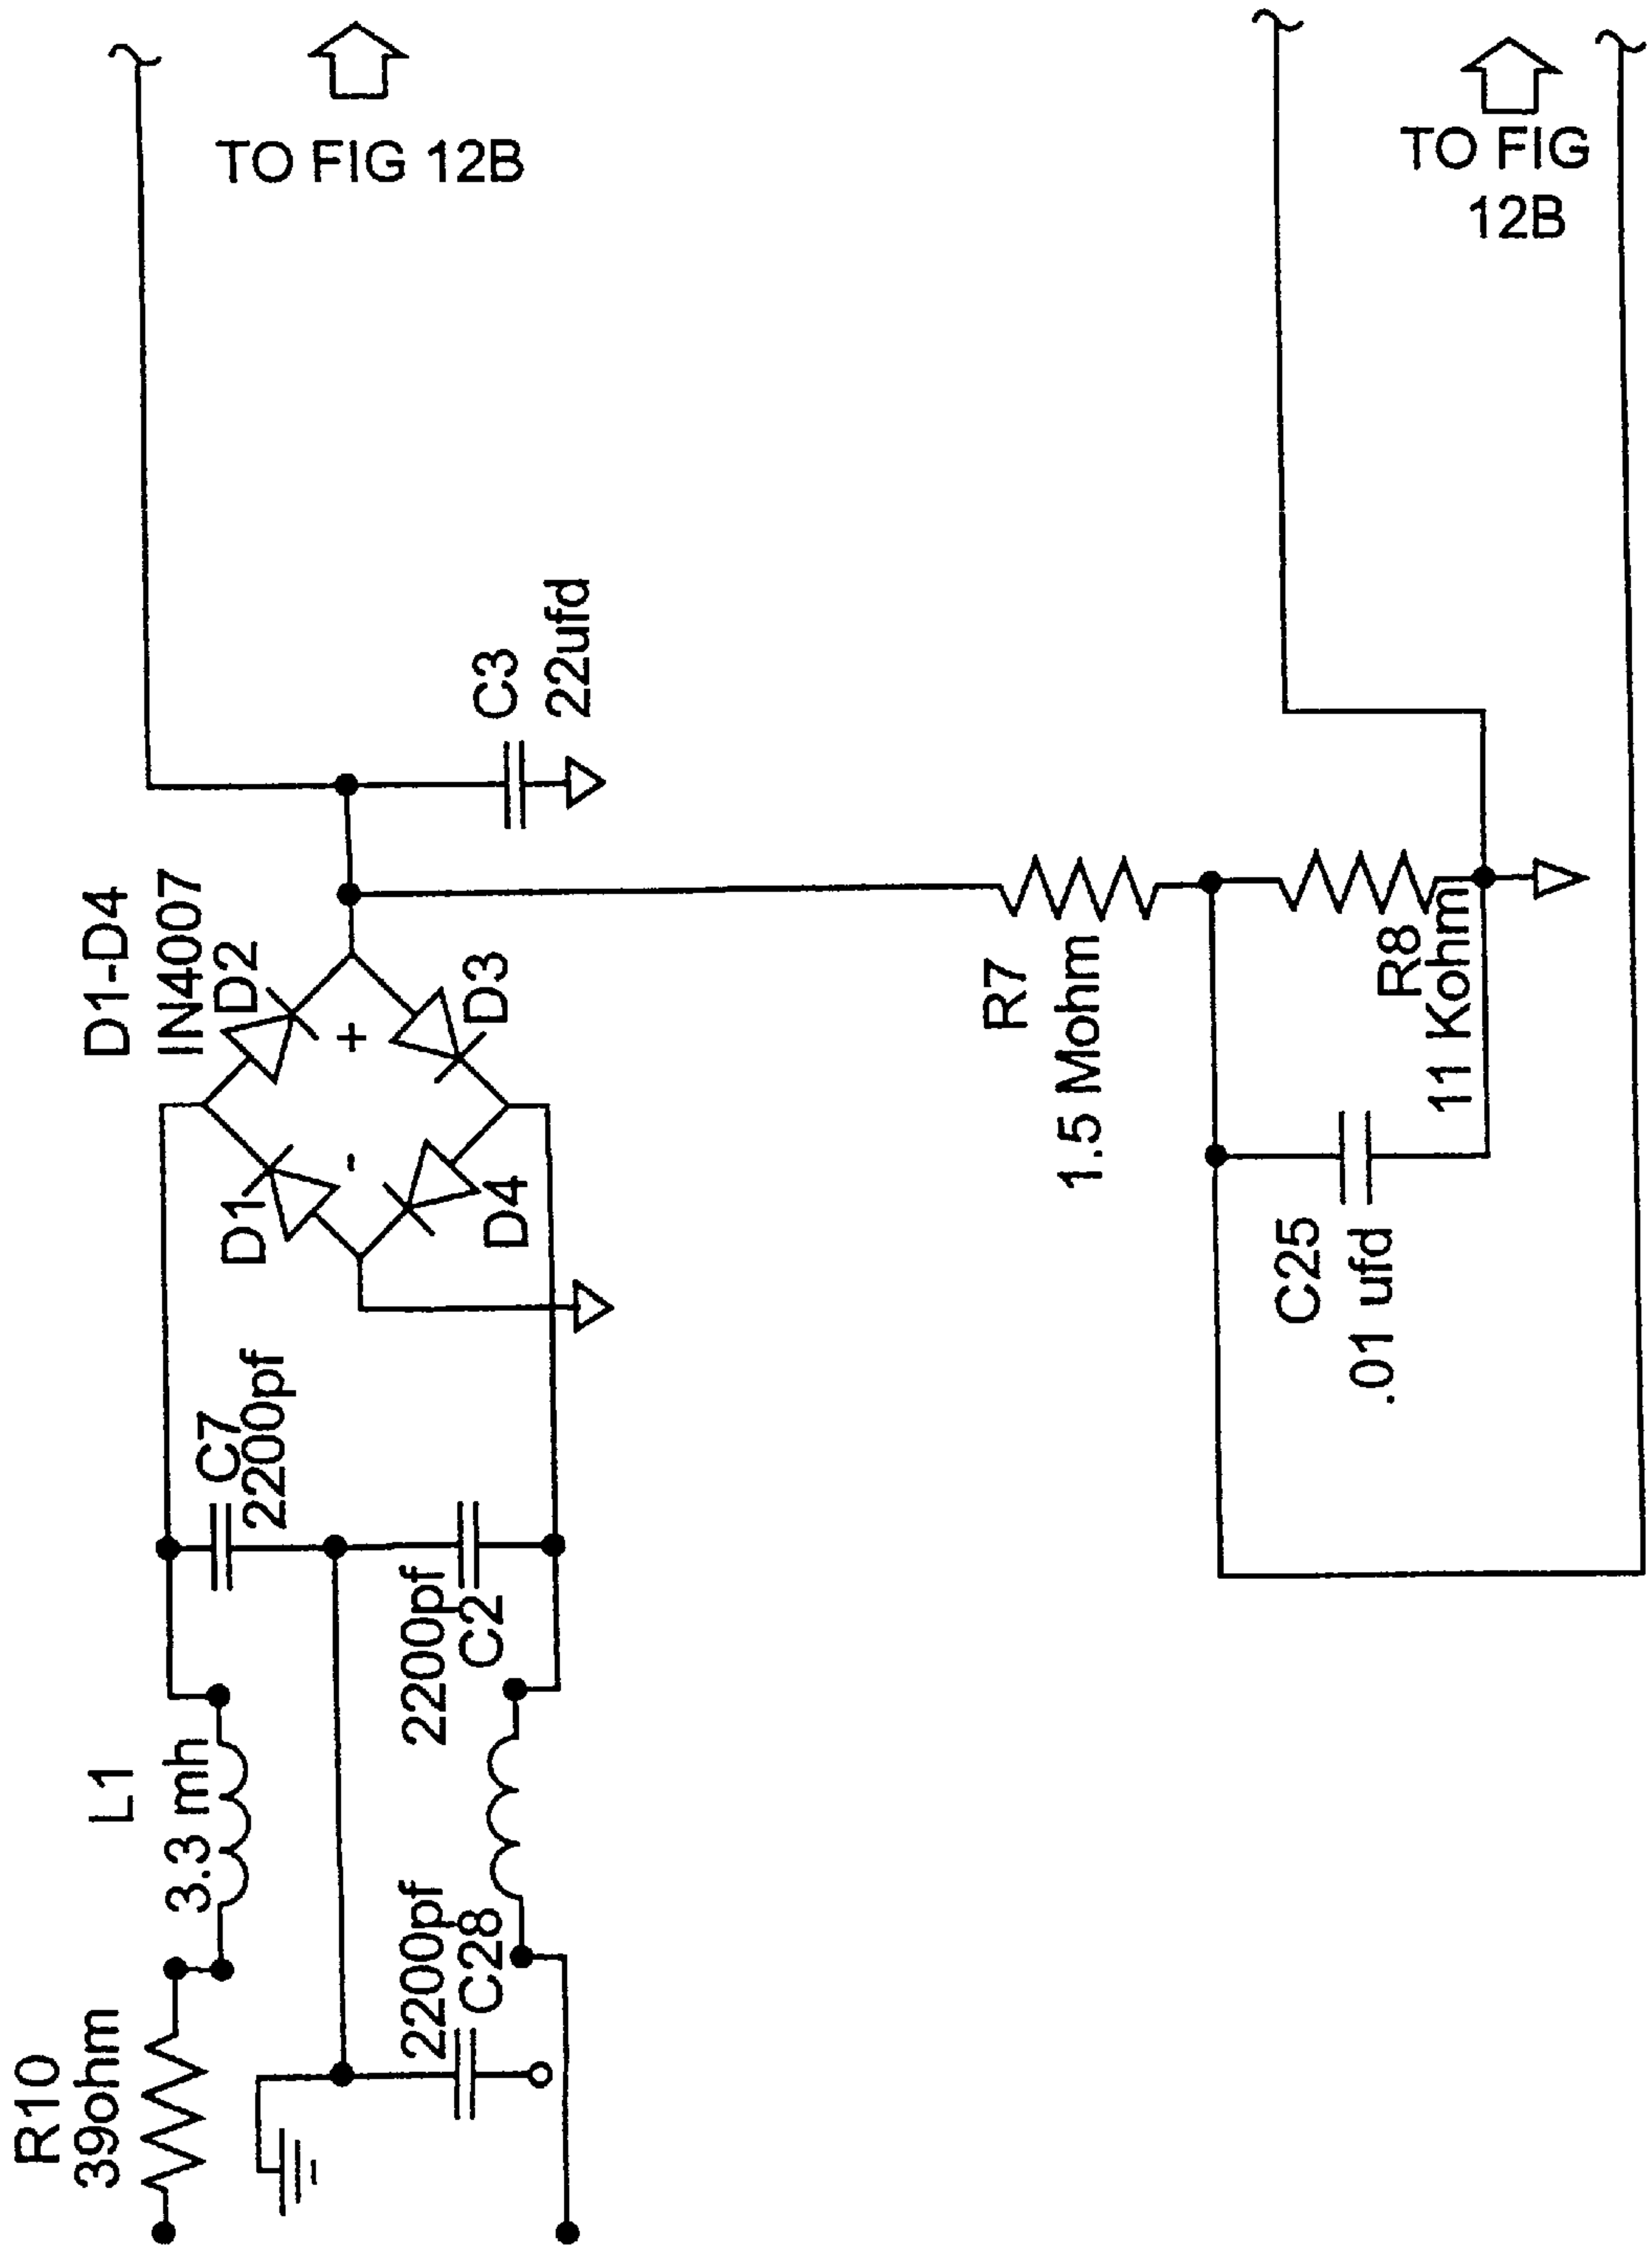 TO FIG 12B
TO FIG
12B
D1-D4
IN4007
D2
D3
D1
D4
+
-
C3
22ufd
C7
2200pf
2200pf
C2
L1
3.3 mh
2200pf
C28
R10
39ohm
R7
1.5 Mohm
R8
11 Kohm
C25
.01 ufd